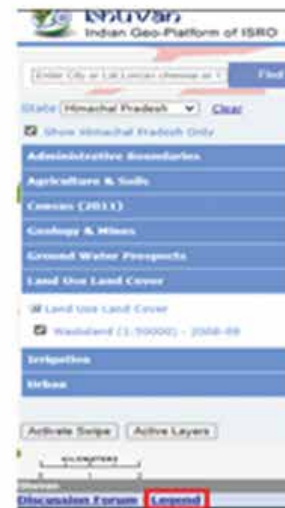 Bhuvan
Indian Geo-Platform of ISRO
Find
State Himachal Pradesh Clear
Show Himachal Pradesh Only
Administrative Boundaries
Agriculture & Soils
Census (2011)
Geology & Mines
Ground Water Prospects
Land Use Land Cover
Land Use Land Cover
Wasteland (1:50000) - 2008-09
Irrigation
Urban
Activate Swipe Active Layers
KILOMETERS
Discussion Forum Legend